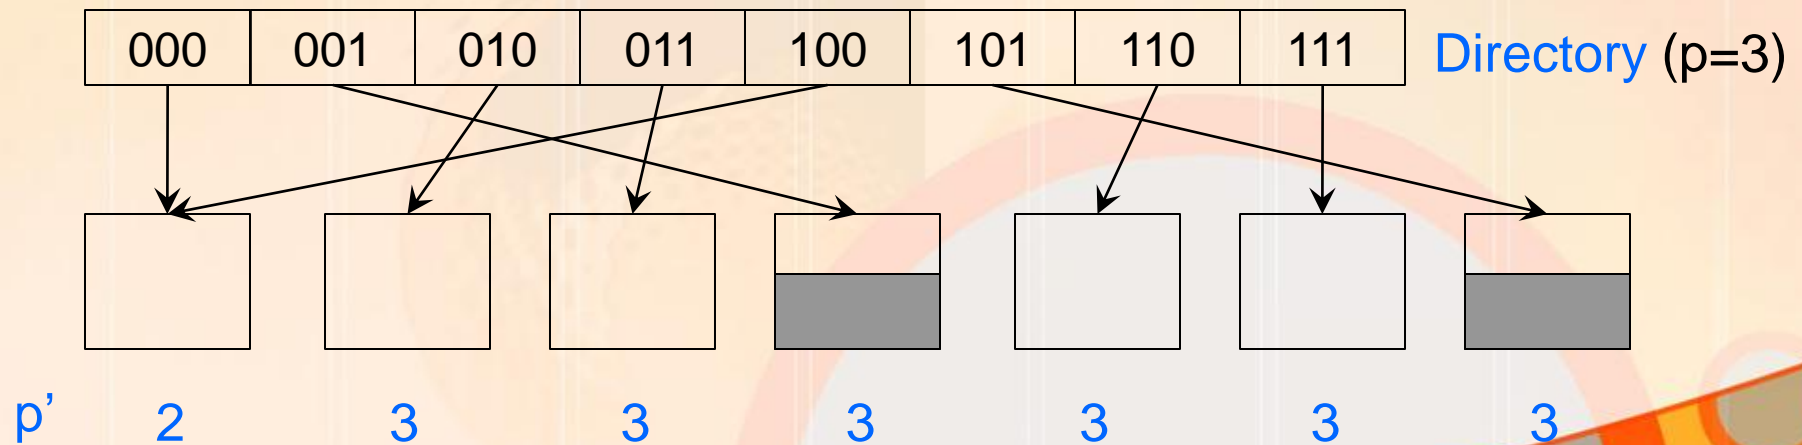 000 001 010 011 100 101 110 111 Directory (p=3)
p’ 2 3 3 3 3 3 3